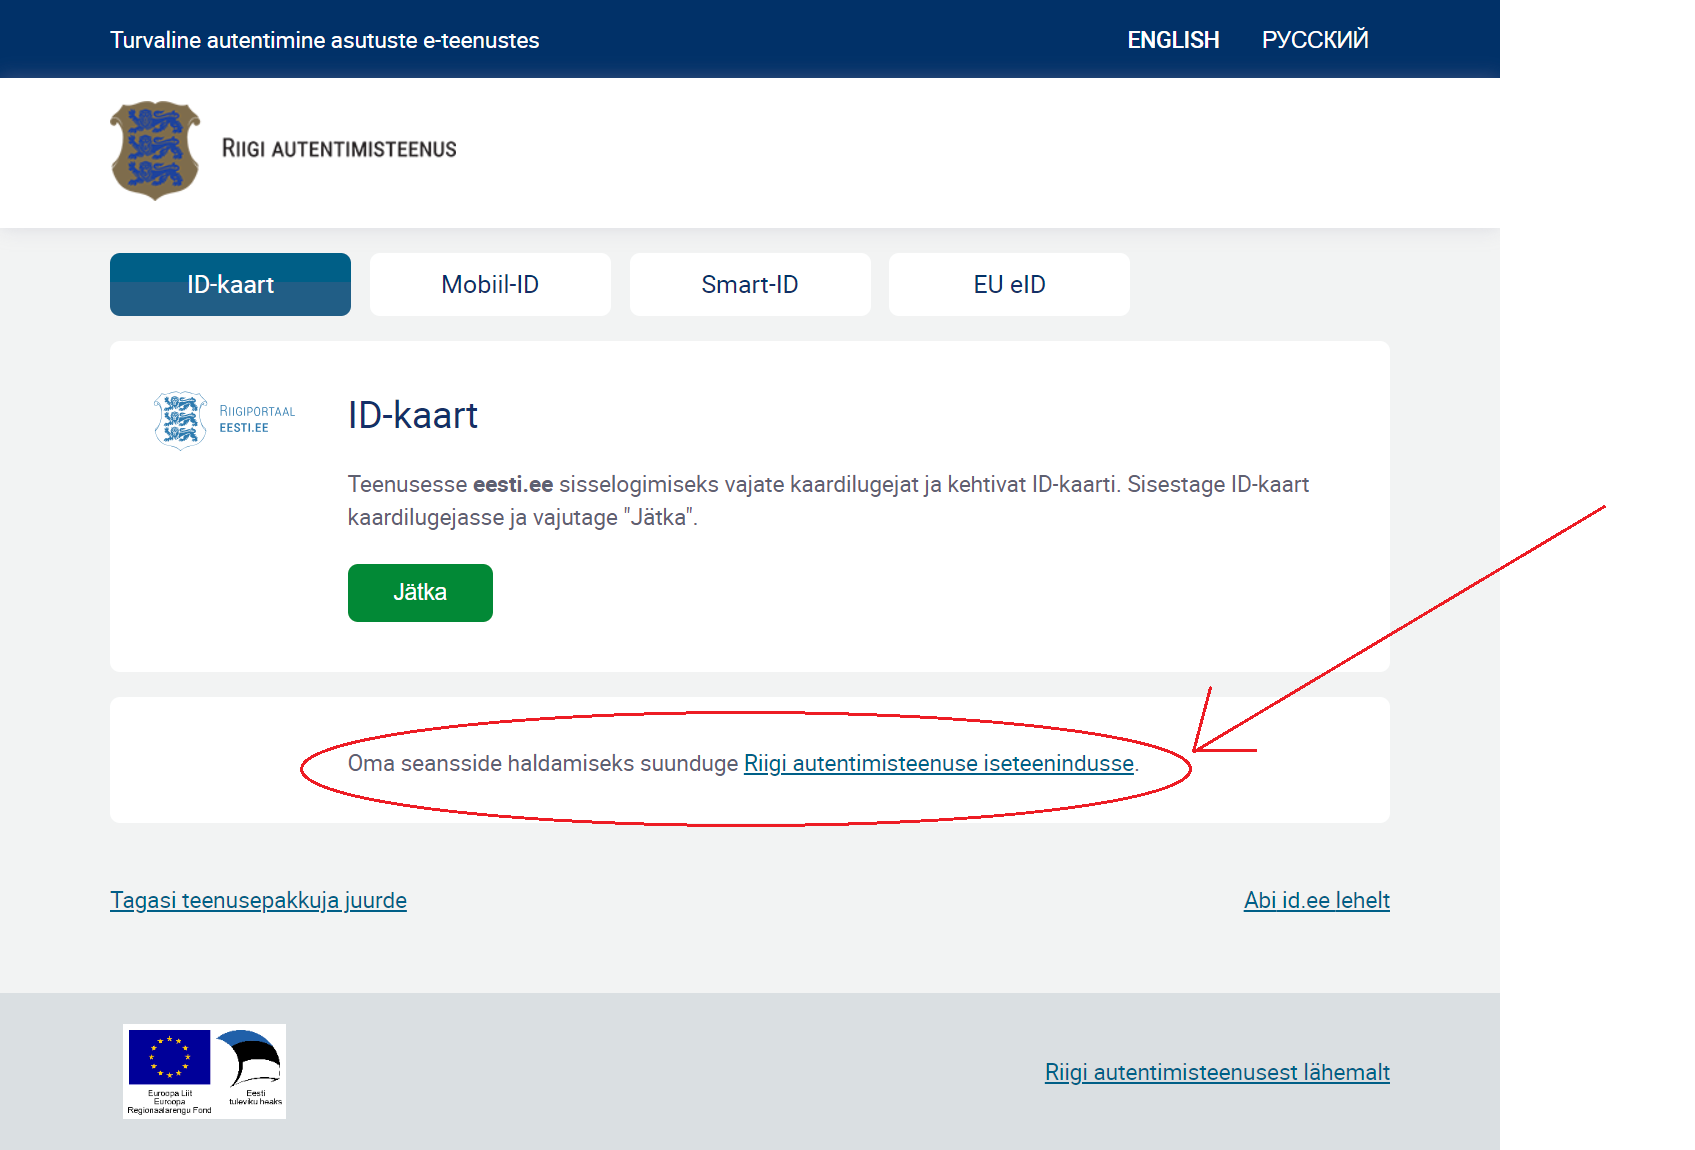 Turvaline autentimine asutuste e-teenustes
ENGLISH
РУССКИЙ
RIIGI AUTENTIMISTEENUS
ID-kaart
Mobiil-ID
Smart-ID
EU eID
RIIGIPORTAAL
EESTI.EE
ID-kaart
Teenusesse eesti.ee sisselogimiseks vajate kaardilugejat ja kehtivat ID-kaarti. Sisestage ID-kaart
kaardilugejasse ja vajutage "Jätka".
Jätka
Oma seansside haldamiseks suunduge Riigi autentimisteenuse iseteenindusse.
Tagasi teenusepakkuja juurde
Abi id.ee lehelt
Euroopa Liit
Euroopa
Regionaalarengu Fond
Eesti
tuleviku heaks
Riigi autentimisteenusest lähemalt